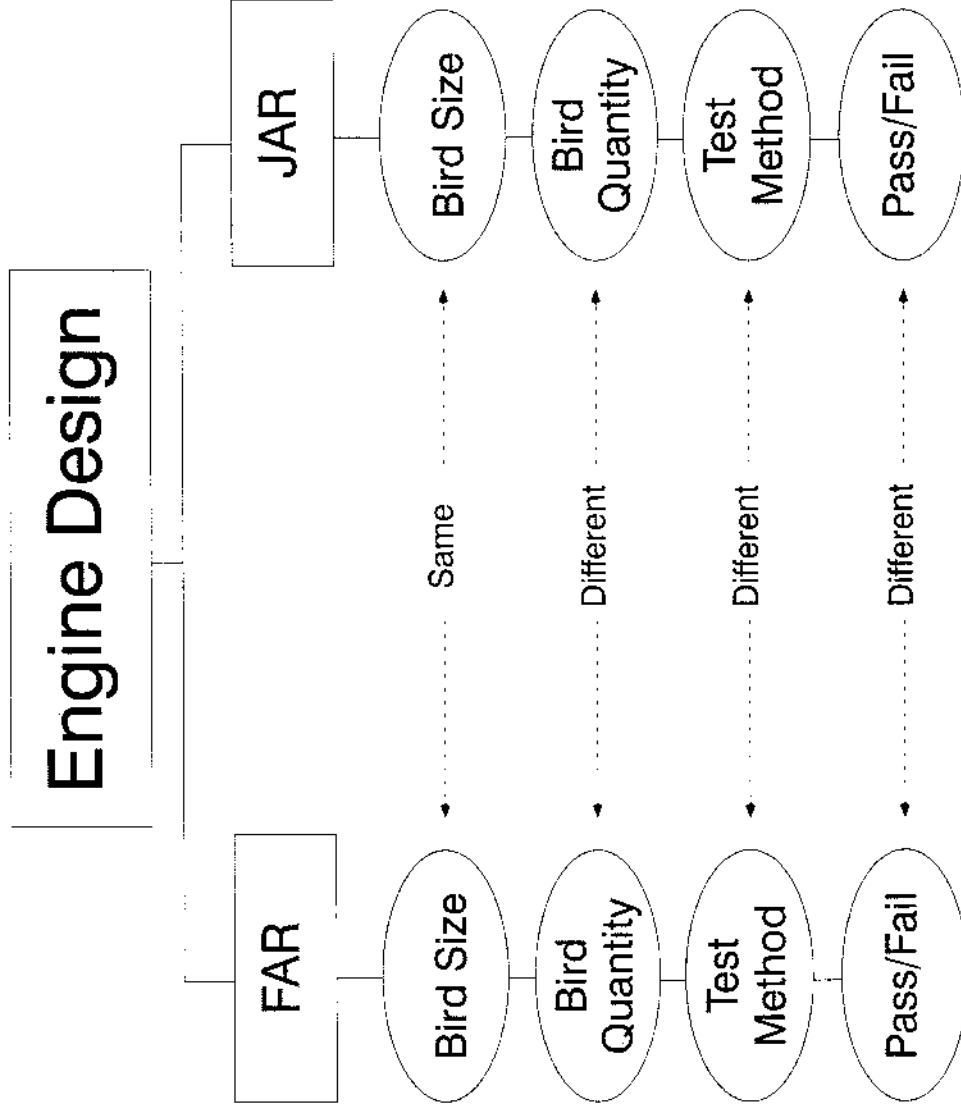 Engine Design
FAR
JAR
Bird Size
Same
Bird Size
Bird
Quantity
Different
Bird
Quantity
Test
Method
Different
Test
Method
Pass/Fail
Different
Pass/Fail